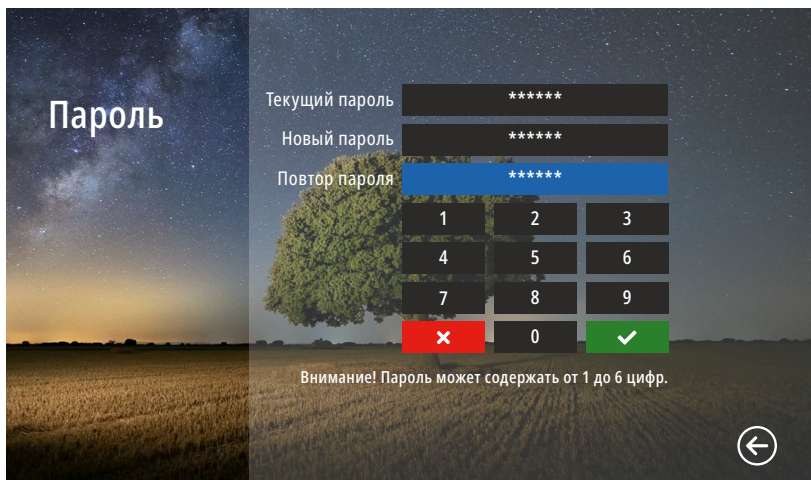 Пароль
Текущий пароль ******
Новый пароль ******
Повтор пароля ******
1 2 3
4 5 6
7 8 9
0
Внимание! Пароль может содержать от 1 до 6 цифр.